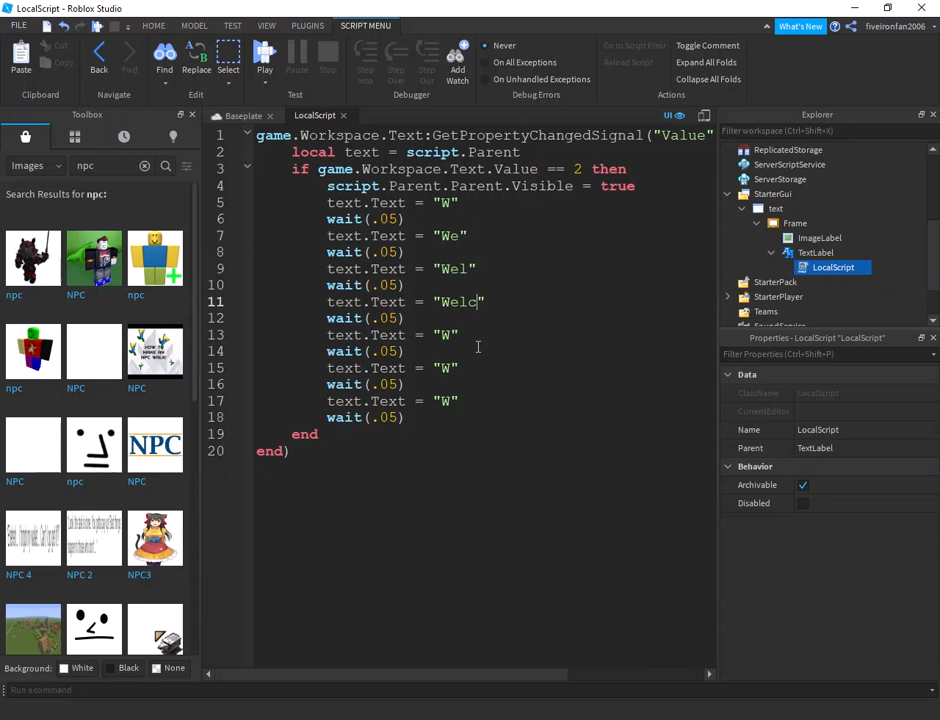 LocalScript - Roblox Studio
FILE HOME MODEL TEST VIEW PLUGINS SCRIPT MENU What's New fiveironfan2006
Paste Cut Copy Back Find Find Replace Select Play Pause Stop Step Into Step Over Step Out Add Watch
Never
On All Exceptions
On Unhandled Exceptions
Go to Script Error
Reload Script
Toggle Comment
Expand All Folds
Collapse All Folds
Clipboard Navigate Edit Test Debugger Debug Errors Actions
Toolbox
Images npc
Search Results for npc:
npc NPC npc
npc NPC NPC
HOW TO MAKE AN NPC WALK!
NPC
NPC npc NPC
NPC 4 NPC 2 NPC3
Background: White Black None
Run a command
Baseplate LocalScript UI
1 game.Workspace.Text:GetPropertyChangedSignal("Value"
2 local text = script.Parent
3 if game.Workspace.Text.Value == 2 then
4 script.Parent.Parent.Visible = true
5 text.Text = "W"
6 wait(.05)
7 text.Text = "We"
8 wait(.05)
9 text.Text = "Wel"
10 wait(.05)
11 text.Text = "Welc"
12 wait(.05)
13 text.Text = "W"
14 wait(.05)
15 text.Text = "W"
16 wait(.05)
17 text.Text = "W"
18 wait(.05)
19 end
20 end)
Explorer
Filter workspace (Ctrl+Shift+X)
ReplicatedStorage
ServerScriptService
ServerStorage
StarterGui
text
Frame
ImageLabel
TextLabel
LocalScript
StarterPack
StarterPlayer
Teams
SoundService
Properties - LocalScript "LocalScript"
Filter Properties (Ctrl+Shift+P)
Data
ClassName LocalScript
CurrentEditor
Name LocalScript
Parent TextLabel
Behavior
Archivable
Disabled